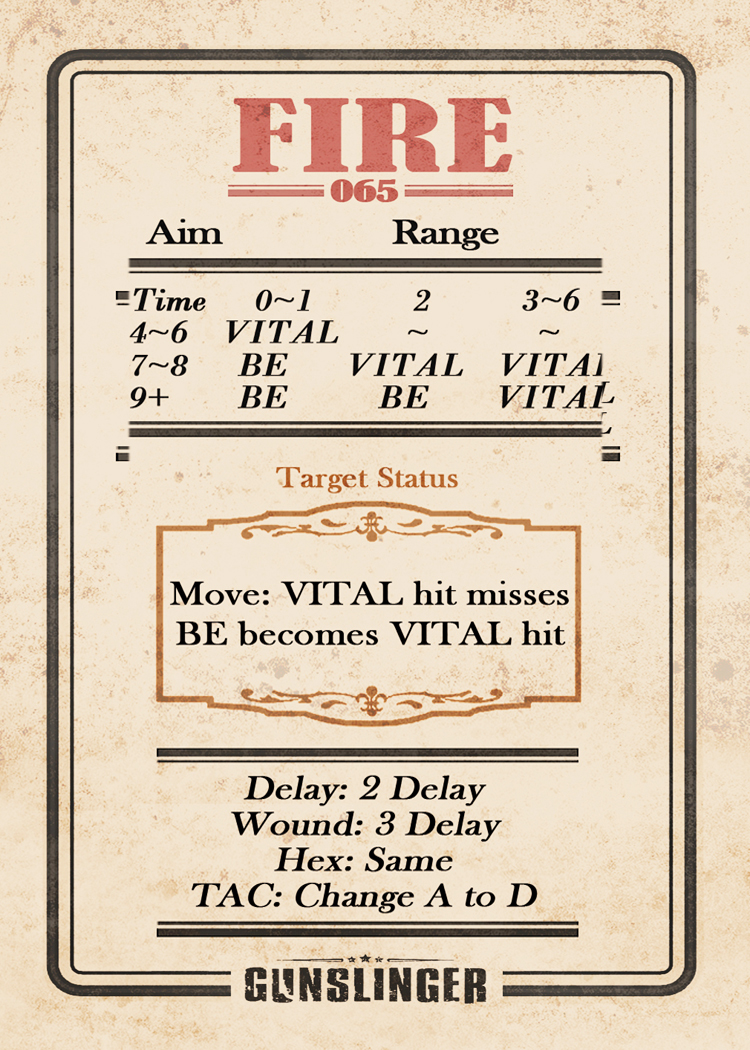 FIRE
065
Aim Range
Time 0~1 2 3~6
4~6 VITAL ~ ~
7~8 BE VITAL VITAL
9+ BE BE VITAL
Target Status
Move: VITAL hit misses
BE becomes VITAL hit
Delay: 2 Delay
Wound: 3 Delay
Hex: Same
TAC: Change A to D
GUNSLINGER